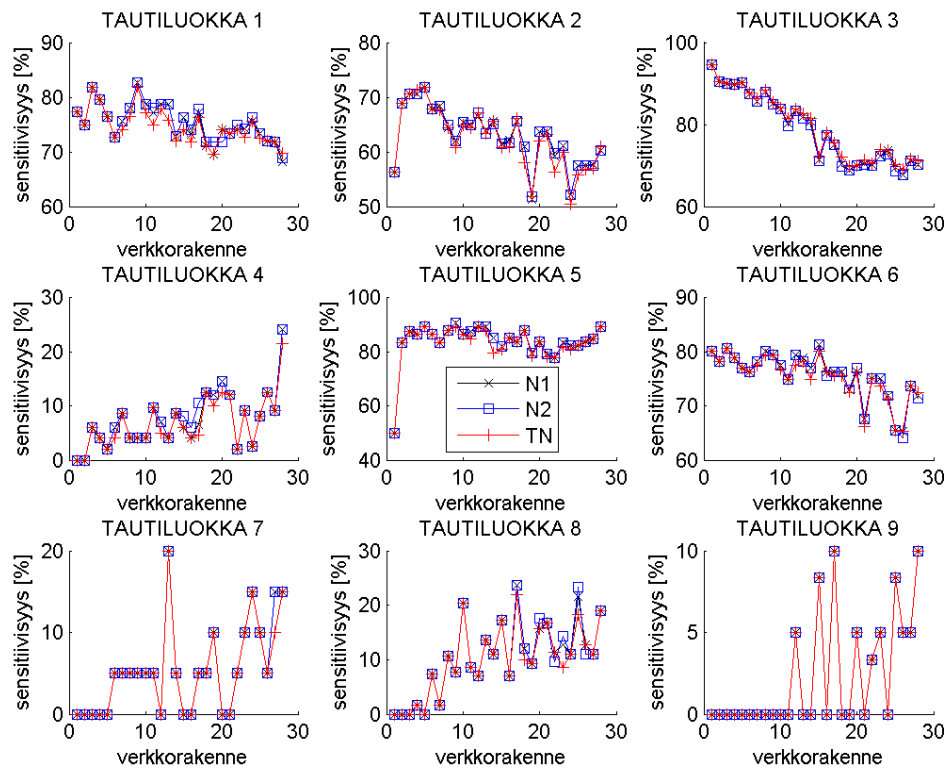 TAUTILUOKKA 1
sensitiivisyys [%]
90
80
70
60
0
10
20
30
verkkorakenne
TAUTILUOKKA 2
sensitiivisyys [%]
80
70
60
50
0
10
20
30
verkkorakenne
TAUTILUOKKA 3
sensitiivisyys [%]
100
80
60
0
10
20
30
verkkorakenne
TAUTILUOKKA 4
sensitiivisyys [%]
30
20
10
0
0
10
20
30
verkkorakenne
TAUTILUOKKA 5
sensitiivisyys [%]
100
80
60
40
0
10
20
30
verkkorakenne
N1
N2
TN
TAUTILUOKKA 6
sensitiivisyys [%]
90
80
70
60
0
10
20
30
verkkorakenne
TAUTILUOKKA 7
sensitiivisyys [%]
20
15
10
5
0
0
10
20
30
verkkorakenne
TAUTILUOKKA 8
sensitiivisyys [%]
30
20
10
0
0
10
20
30
verkkorakenne
TAUTILUOKKA 9
sensitiivisyys [%]
10
5
0
0
10
20
30
verkkorakenne